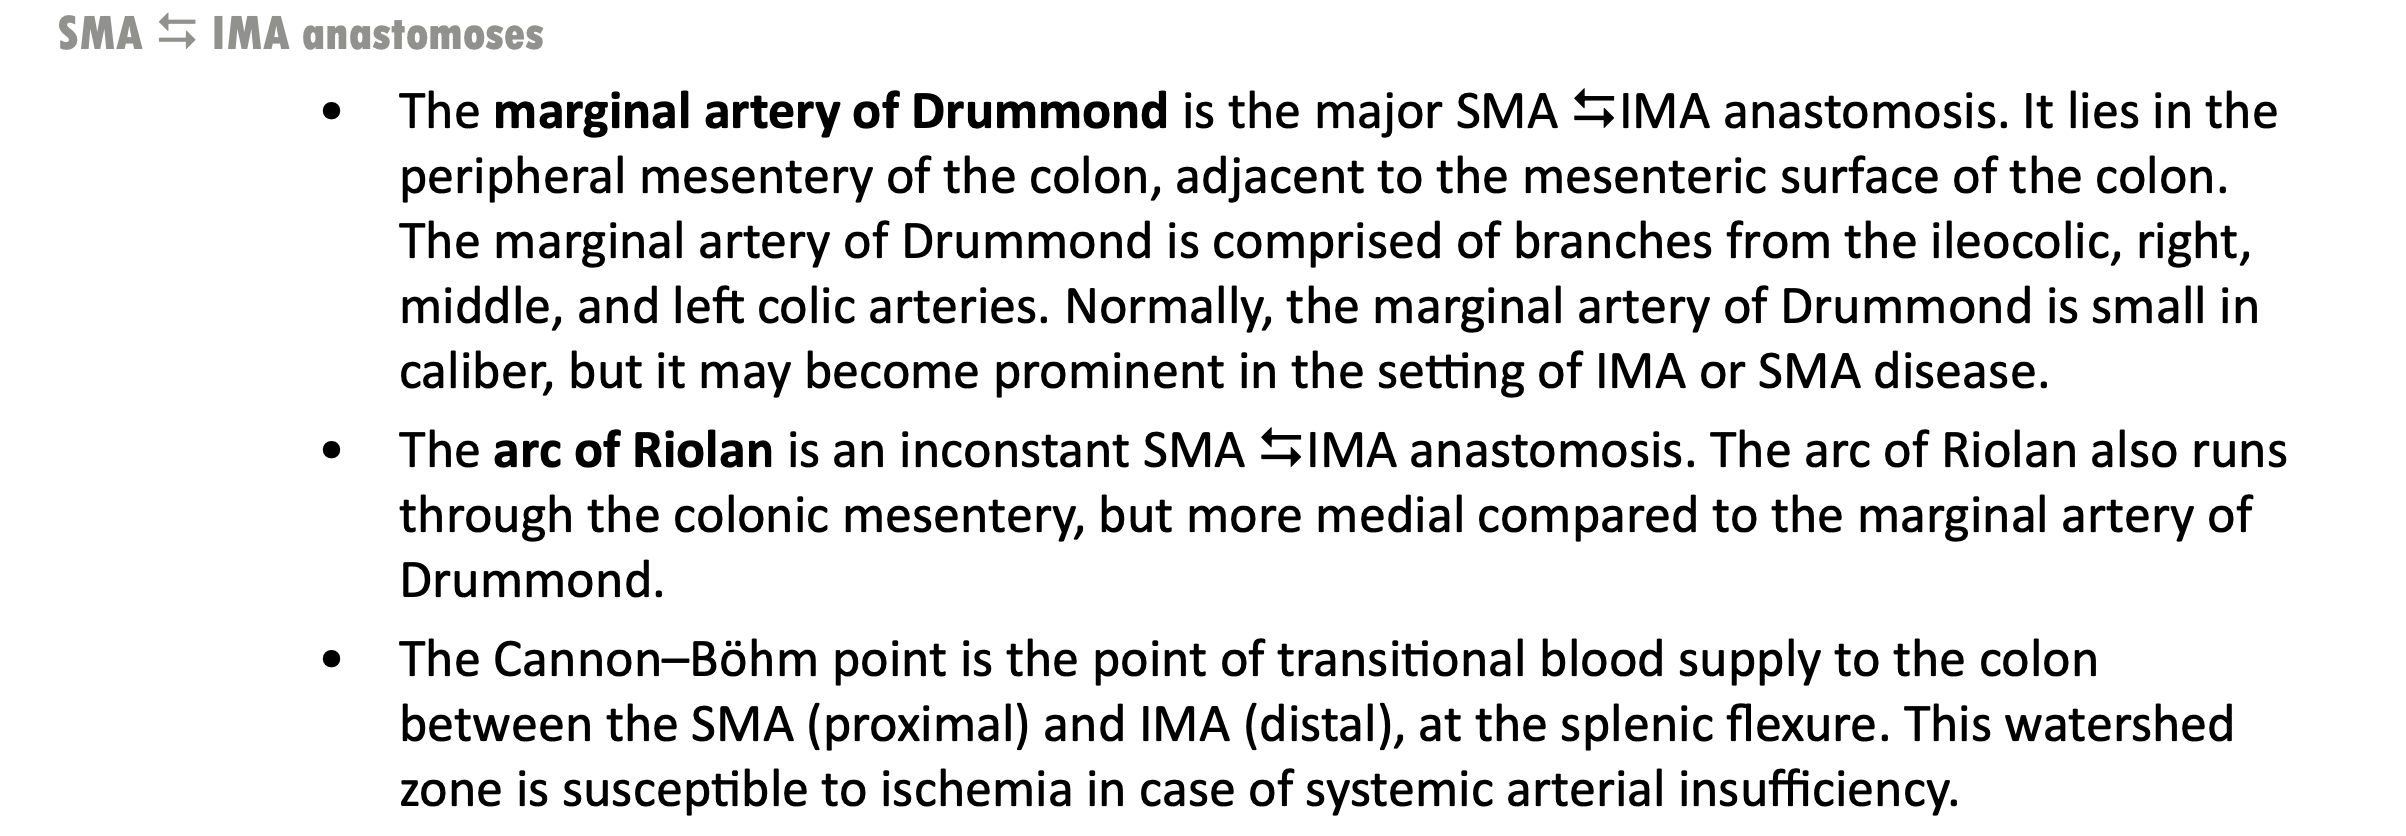 SMA ⇆ IMA anastomoses
• The marginal artery of Drummond is the major SMA ⇆IMA anastomosis. It lies in the
peripheral mesentery of the colon, adjacent to the mesenteric surface of the colon.
The marginal artery of Drummond is comprised of branches from the ileocolic, right,
middle, and left colic arteries. Normally, the marginal artery of Drummond is small in
caliber, but it may become prominent in the setting of IMA or SMA disease.
• The arc of Riolan is an inconstant SMA ⇆IMA anastomosis. The arc of Riolan also runs
through the colonic mesentery, but more medial compared to the marginal artery of
Drummond.
• The Cannon–Böhm point is the point of transitional blood supply to the colon
between the SMA (proximal) and IMA (distal), at the splenic flexure. This watershed
zone is susceptible to ischemia in case of systemic arterial insufficiency.